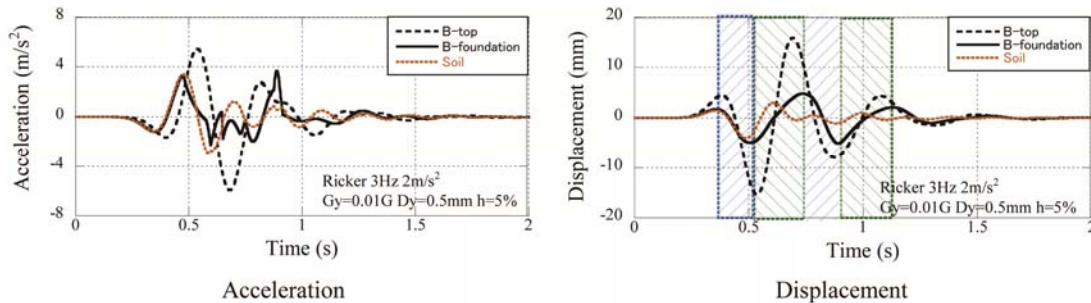 8
4
0
-4
-8
Acceleration (m/s²)
B-top
B-foundation
Soil
Ricker 3Hz 2m/s²
Gy=0.01G Dy=0.5mm h=5%
0 0.5 1 1.5 2
Time (s)
Acceleration
20
10
0
-10
-20
Displacement (mm)
B-top
B-foundation
Soil
Ricker 3Hz 2m/s²
Gy=0.01G Dy=0.5mm h=5%
0 0.5 1 1.5 2
Time (s)
Displacement